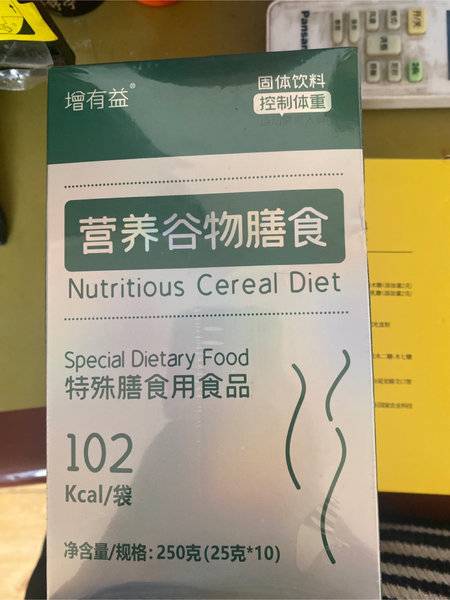 增有益®
固体饮料
控制体重
营养谷物膳食
Nutritious Cereal Diet
Special Dietary Food
特殊膳食用食品
102
Kcal/袋
净含量/规格: 250克 (25克*10)